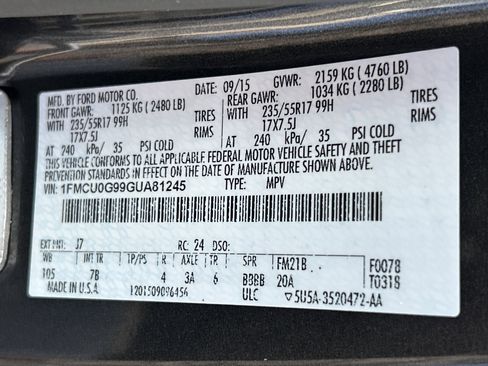 MFD. BY FORD MOTOR CO. DATE: 09/15 GVWR: 2159 KG ( 4760 LB)
FRONT GAWR: 1125 KG ( 2480 LB) REAR GAWR: 1034 KG ( 2280 LB)
WITH 235/55R17 99H TIRES WITH 235/55R17 99H TIRES
17X7.5J RIMS 17X7.5J RIMS
AT 240 kPa/ 35 PSI COLD AT 240 kPa/ 35 PSI COLD
THIS VEHICLE CONFORMS TO ALL APPLICABLE FEDERAL MOTOR VEHICLE SAFETY AND THEFT
PREVENTION STANDARDS IN EFFECT ON THE DATE OF MANUFACTURE SHOWN ABOVE.
VIN: 1FMCU0G99GUA81245 TYPE: MPV
EXT PNT: J7 RC: 24 DSO:
WB INT TR TP/PS R AXLE TR SPR FM21B F0078
105 7B 4 3A 6 BBBB 20A T0318
MADE IN U.S.A. ULC 5U5A-3520472-AA